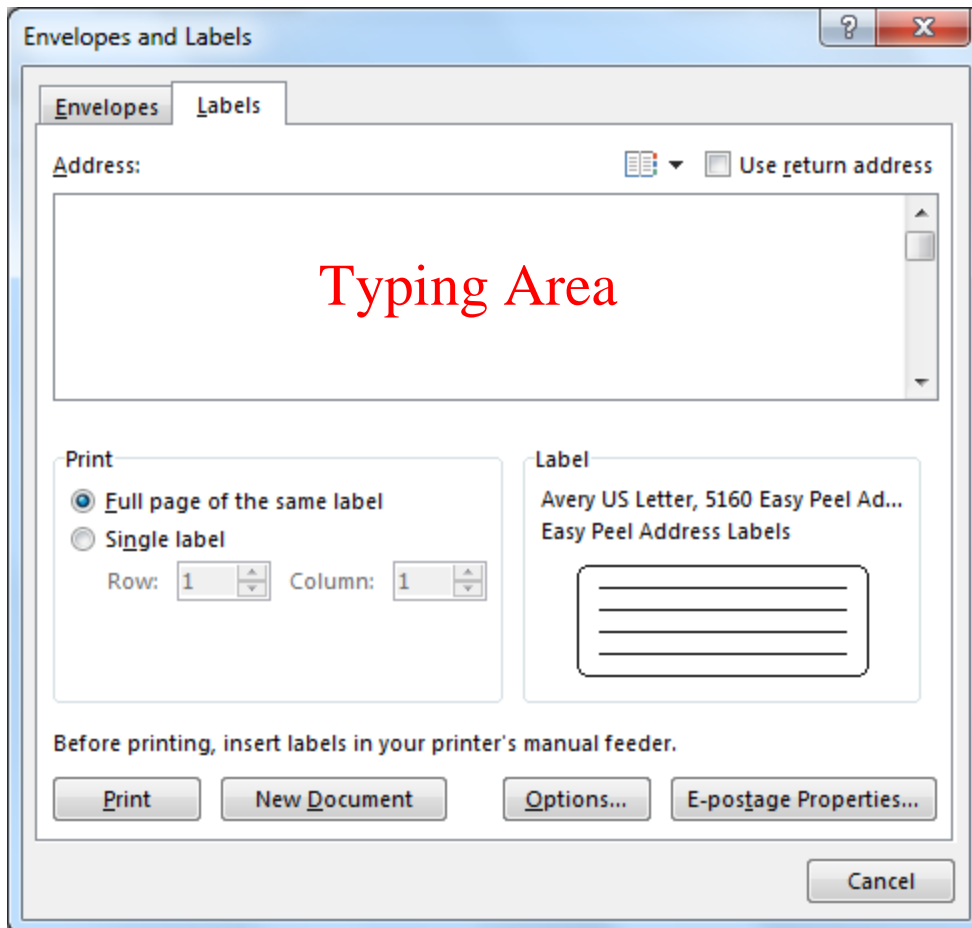 Envelopes and Labels
Envelopes Labels
Address: Use return address
Typing Area
Print
Full page of the same label
Single label
Row: 1 Column: 1
Label
Avery US Letter, 5160 Easy Peel Ad...
Easy Peel Address Labels
Before printing, insert labels in your printer's manual feeder.
Print New Document Options... E-postage Properties...
Cancel